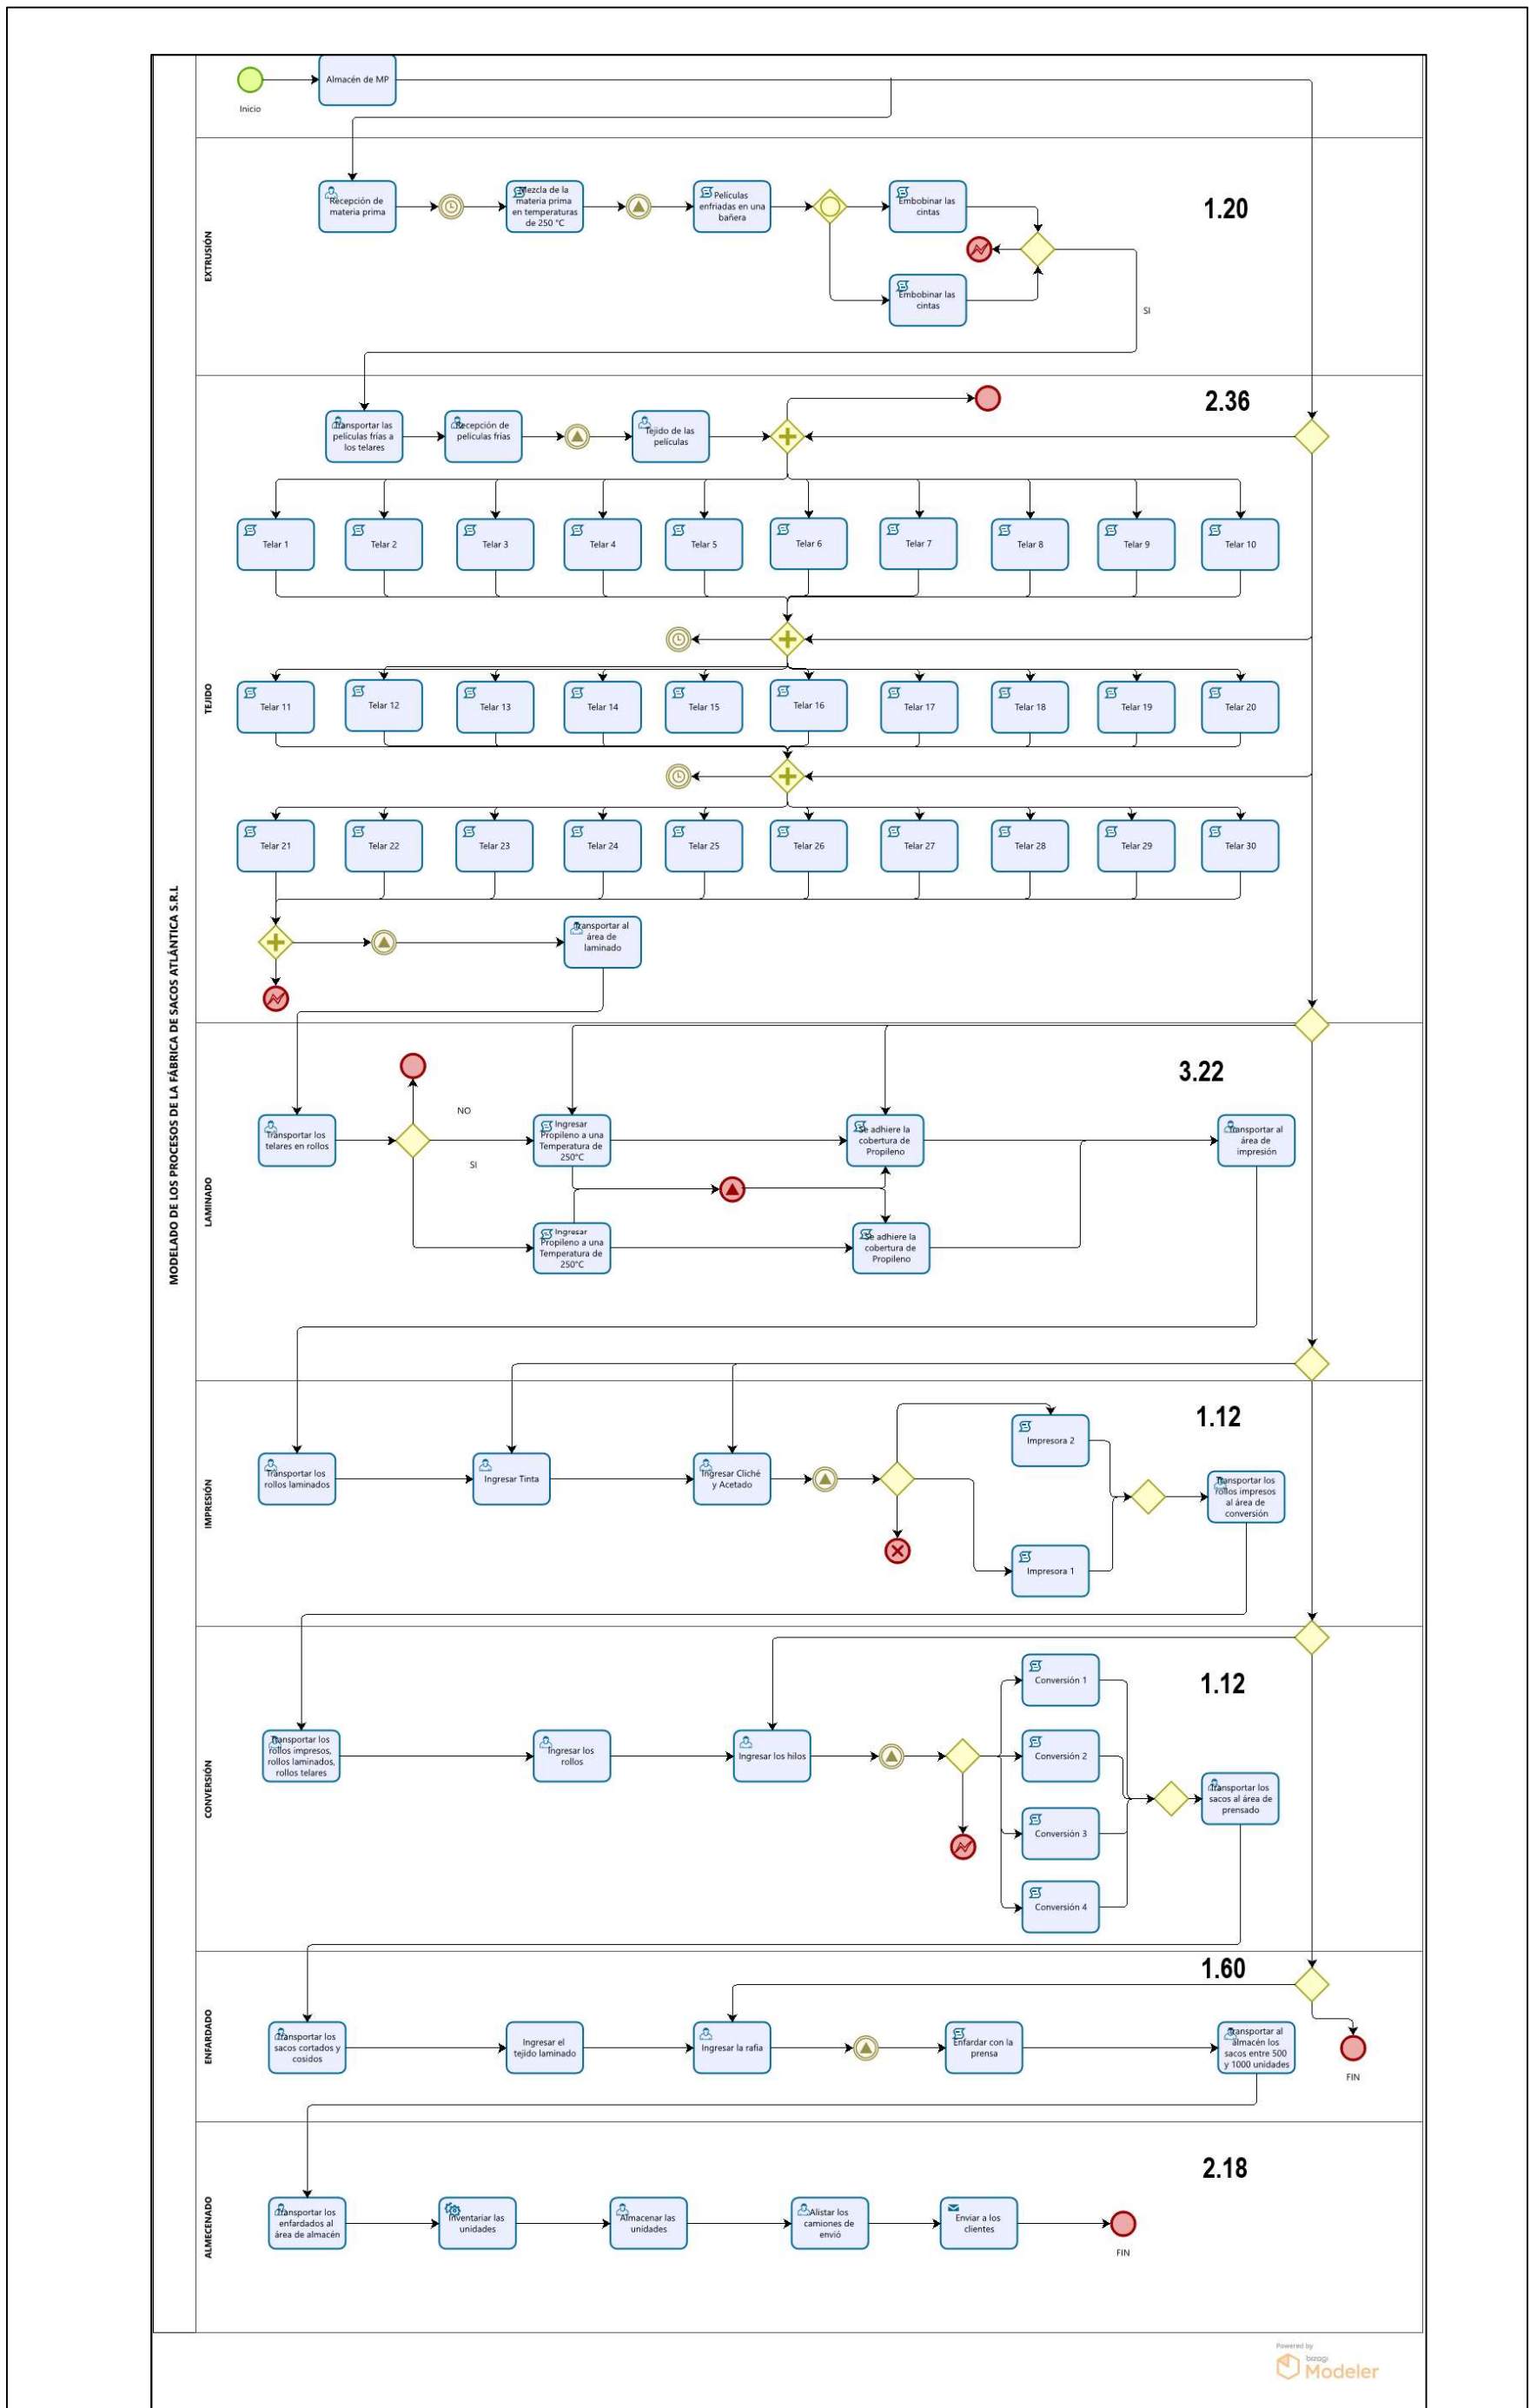 MODELADO DE LOS PROCESOS DE LA FÁBRICA DE SACOS ATLÁNTICA S.R.L
Inicio
Almacén de MP
EXTRUSIÓN
Recepción de
materia prima
Mezcla de la
materia prima
en temperaturas
de 250 °C
Películas
enfriadas en una
bañera
Embobinar las
cintas
Embobinar las
cintas
SI
1.20
TEJIDO
2.36
Transportar las
películas frías a
los telares
Recepción de
películas frías
Tejido de las
películas
Telar 1
Telar 2
Telar 3
Telar 4
Telar 5
Telar 6
Telar 7
Telar 8
Telar 9
Telar 10
Telar 11
Telar 12
Telar 13
Telar 14
Telar 15
Telar 16
Telar 17
Telar 18
Telar 19
Telar 20
Telar 21
Telar 22
Telar 23
Telar 24
Telar 25
Telar 26
Telar 27
Telar 28
Telar 29
Telar 30
Transportar al
área de
laminado
LAMINADO
3.22
Transportar los
telares en rollos
NO
SI
Ingresar
Propileno a una
Temperatura de
250°C
Se adhiere la
cobertura de
Propileno
Transportar al
área de
impresión
Ingresar
Propileno a una
Temperatura de
250°C
Se adhiere la
cobertura de
Propileno
IMPRESIÓN
1.12
Transportar los
rollos laminados
Ingresar Tinta
Ingresar Cliché
y Acetado
Impresora 2
Impresora 1
Transportar los
rollos impresos
al área de
conversión
CONVERSIÓN
1.12
Transportar los
rollos impresos,
rollos laminados,
rollos telares
Ingresar los
rollos
Ingresar los hilos
Conversión 1
Conversión 2
Conversión 3
Conversión 4
Transportar los
sacos al área de
prensado
ENFARDADO
1.60
Transportar los
sacos cortados y
cosidos
Ingresar el
tejido laminado
Ingresar la rafia
Enfardar con la
prensa
Transportar al
almacén los
sacos entre 500
y 1000 unidades
FIN
ALMECENADO
2.18
Transportar los
enfardados al
área de almacén
Inventariar las
unidades
Almacenar las
unidades
Alistar los
camiones de
envió
Enviar a los
clientes
FIN
Powered by
bizagi
Modeler